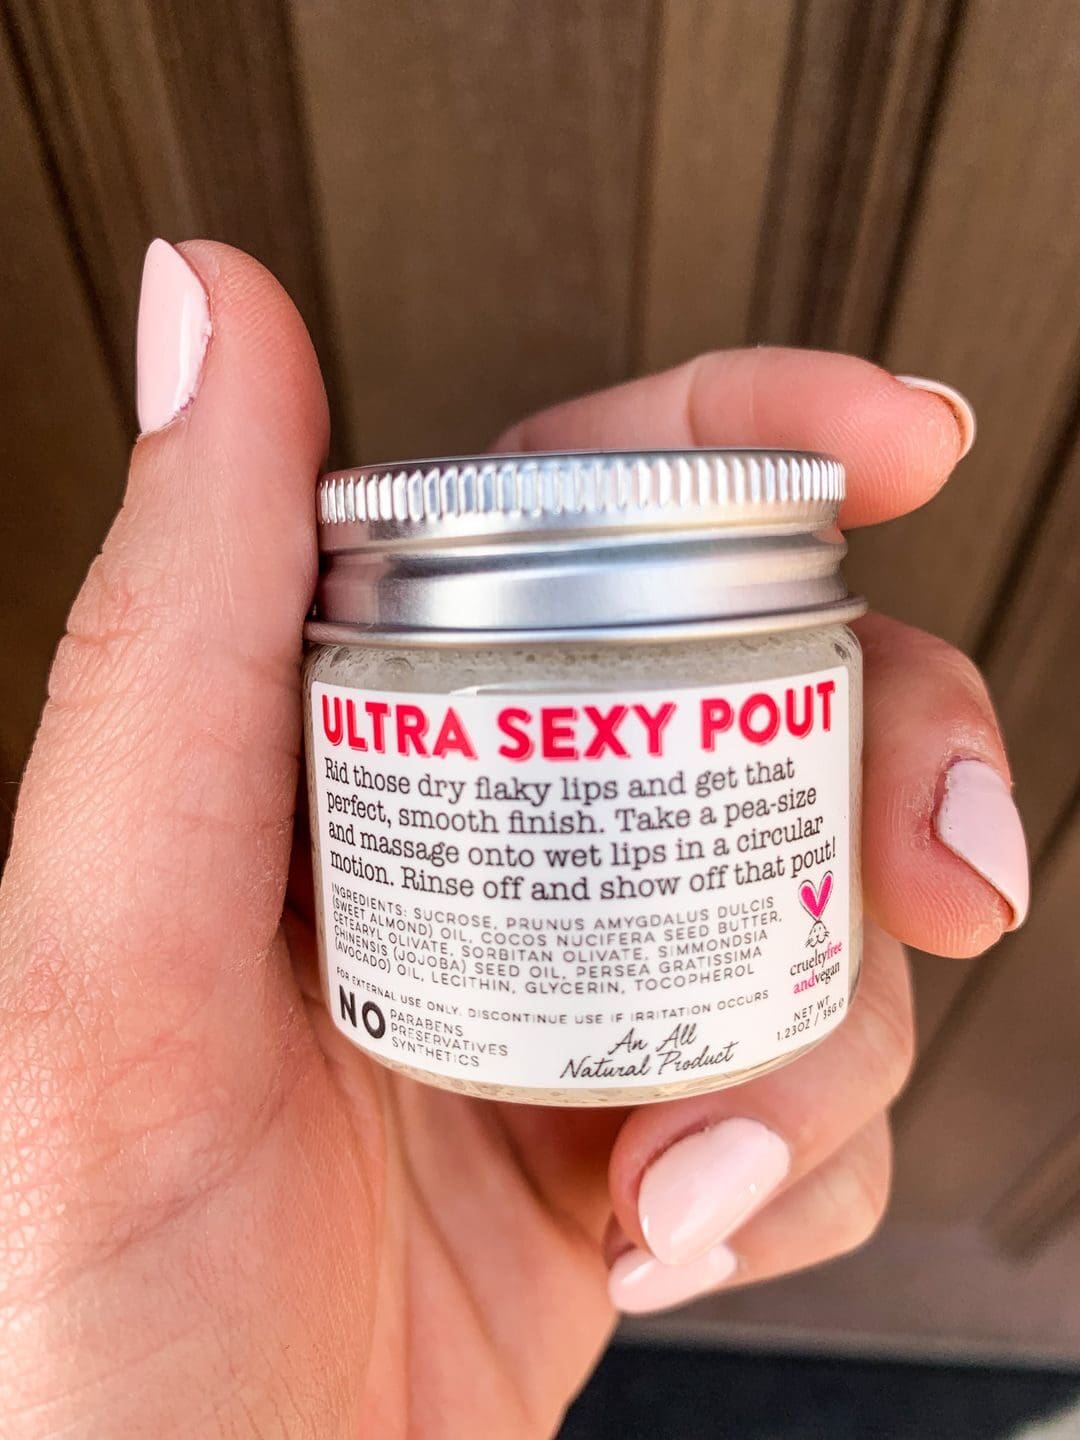 ULTRA SEXY POUT
Rid those dry flaky lips and get that
perfect, smooth finish. Take a pea-size
and massage onto wet lips in a circular
motion. Rinse off and show off that pout!
INGREDIENTS: SUCROSE, PRUNUS AMYGDALUS DULCIS
(SWEET ALMOND) OIL, COCOS NUCIFERA SEED BUTTER,
CETEARYL OLIVATE, SORBITAN OLIVATE, SIMMONDSIA
CHINENSIS (JOJOBA) SEED OIL, PERSEA GRATISSIMA
(AVOCADO) OIL, LECITHIN, GLYCERIN, TOCOPHEROL
FOR EXTERNAL USE ONLY. DISCONTINUE USE IF IRRITATION OCCURS
NO
PARABENS
PRESERVATIVES
SYNTHETICS
An All
Natural Product
crueltyfree
andvegan
NET WT
1.23OZ / 35G e